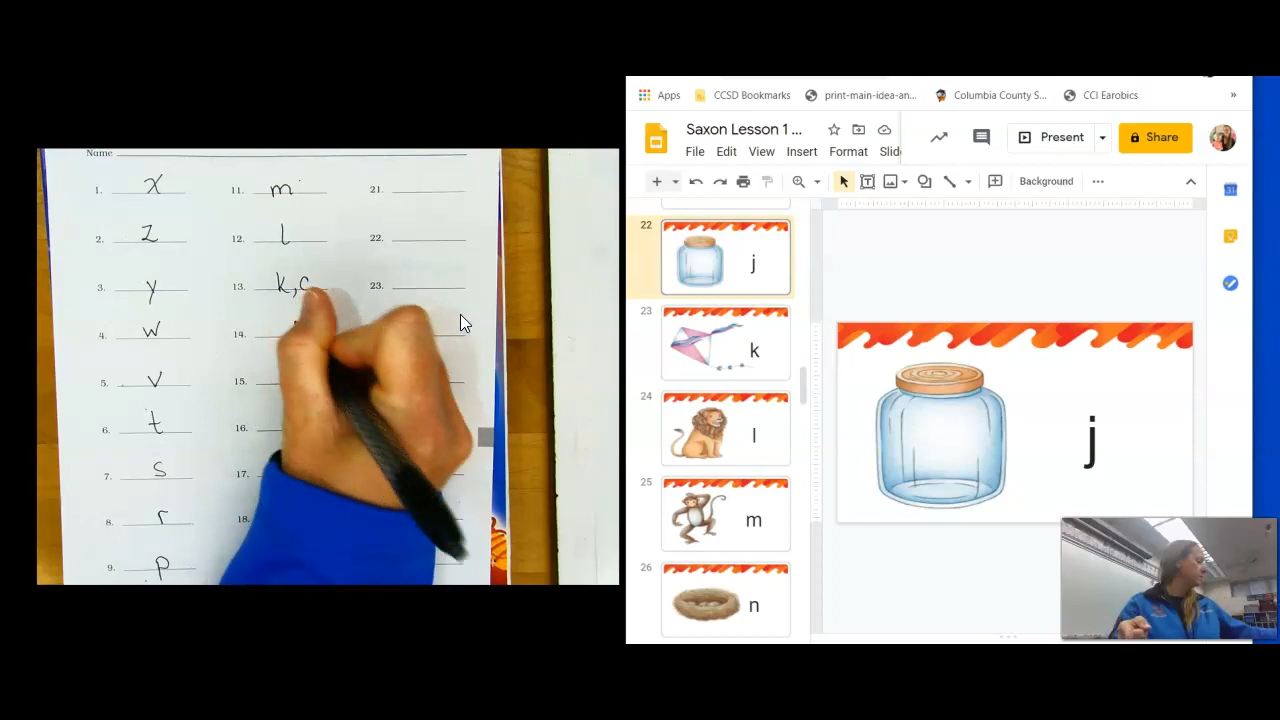 Name
1. x
2. z
3. y
4. w
5. v
6. t
7. s
8. r
9. p
11. m
12. l
13. k, c
14.
15.
16.
17.
18.
21.
22.
23.
Apps CCSD Bookmarks print-main-idea-an... Columbia County S... CCI Earobics »
Saxon Lesson 1 ...
File Edit View Insert Format Slid
Present Share
Background
22
j
23
k
24
l
25
m
26
n
j